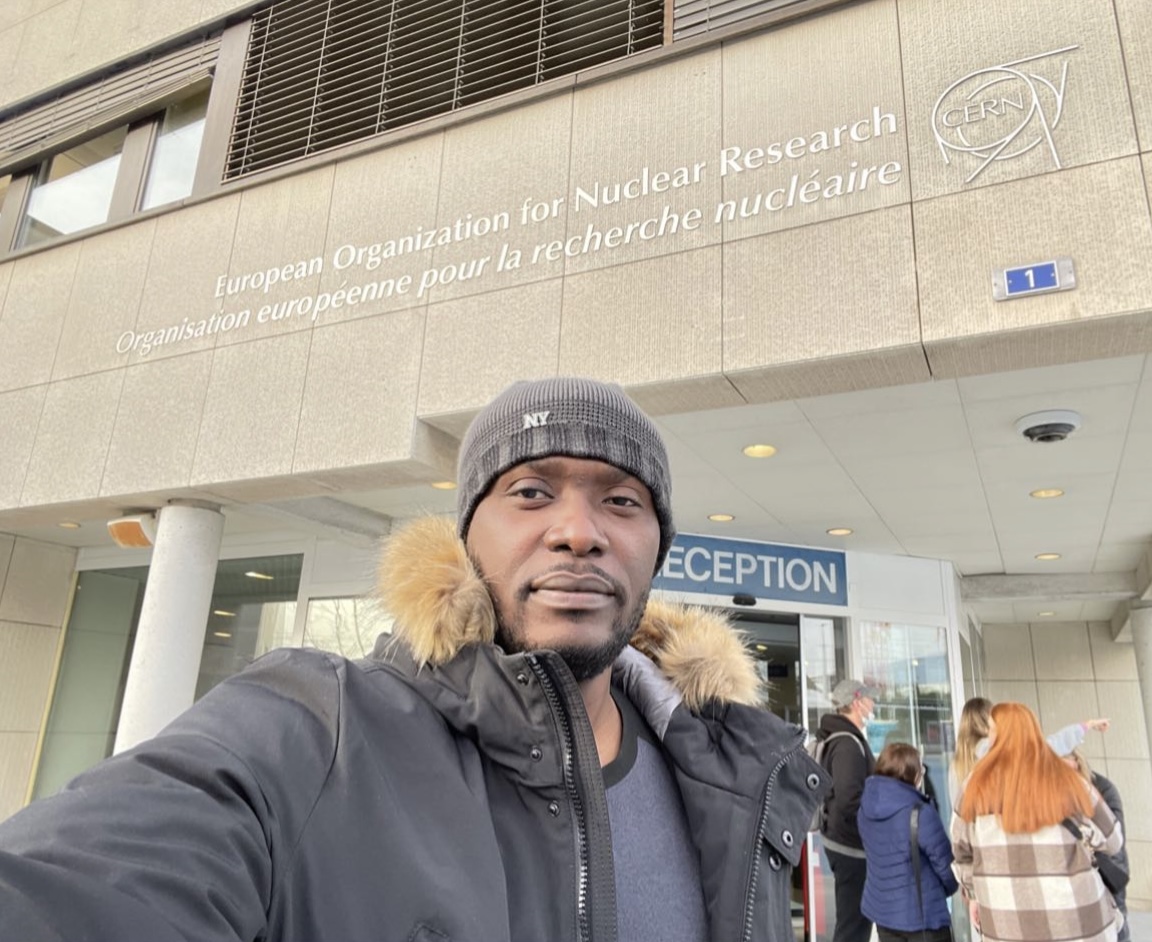 European Organization for Nuclear Research
Organisation européenne pour la recherche nucléaire
CERN
1
NY
ECEPTION